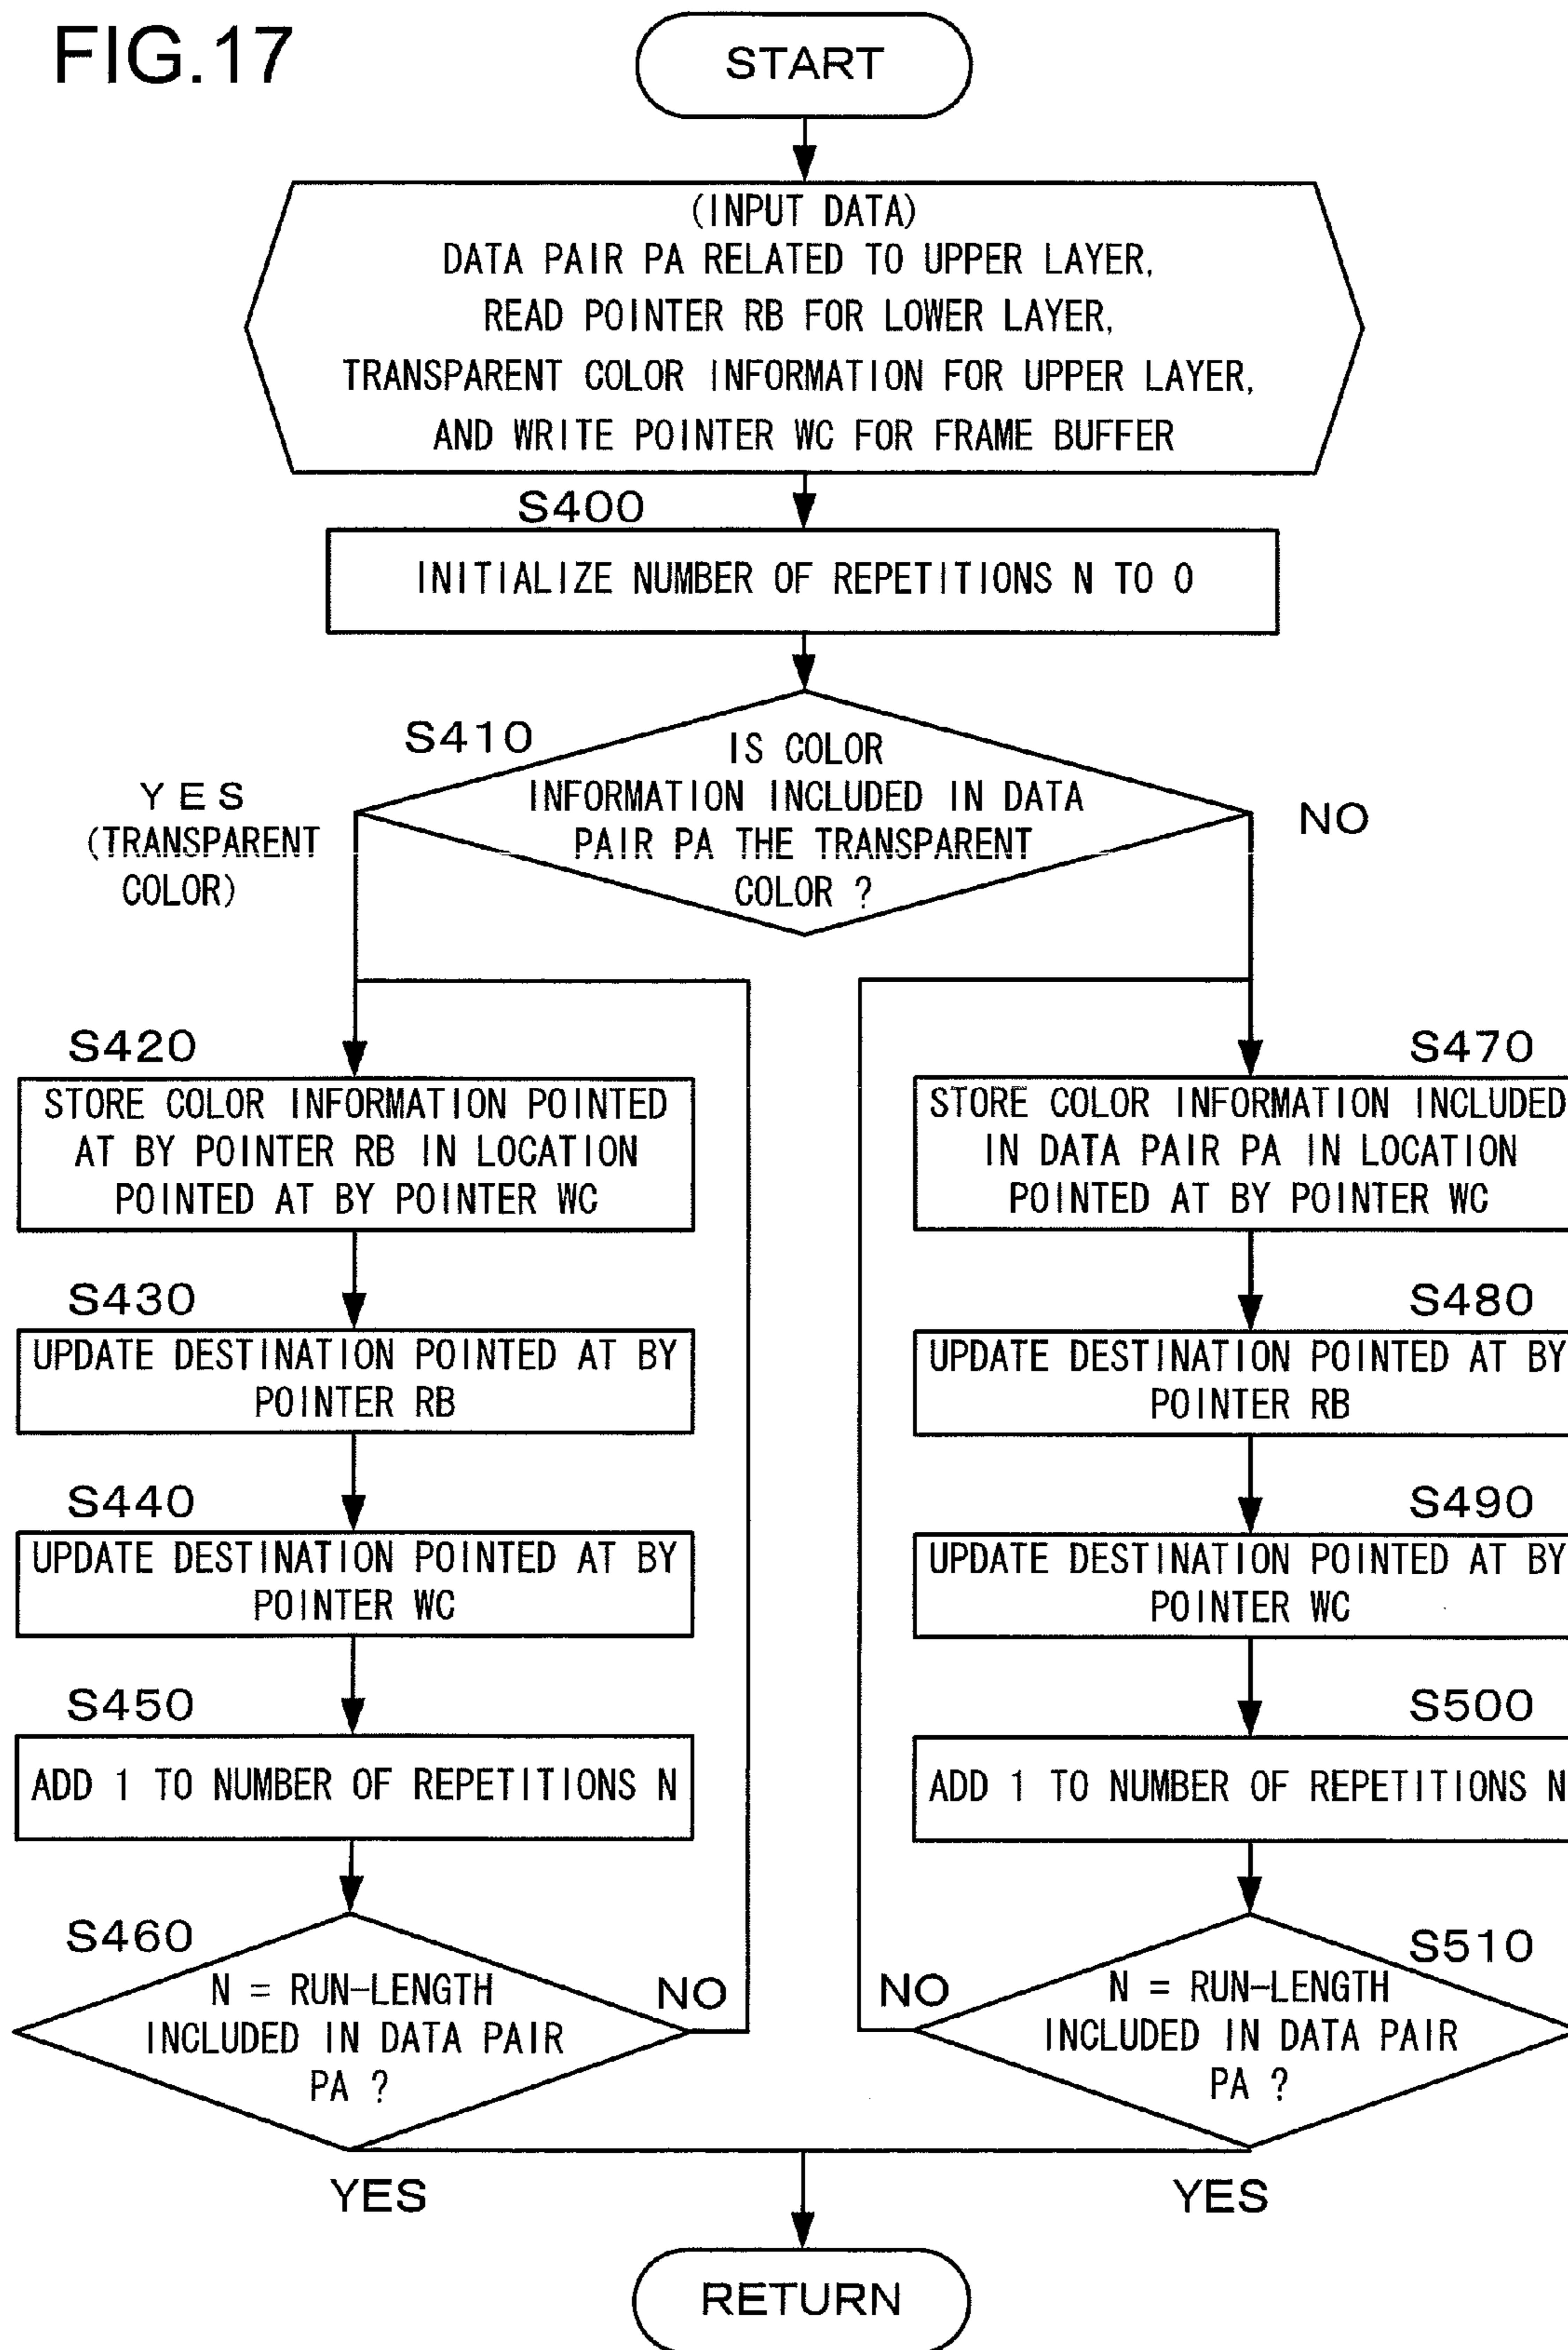 FIG.17
START
(INPUT DATA)
DATA PAIR PA RELATED TO UPPER LAYER,
READ POINTER RB FOR LOWER LAYER,
TRANSPARENT COLOR INFORMATION FOR UPPER LAYER,
AND WRITE POINTER WC FOR FRAME BUFFER
S400
INITIALIZE NUMBER OF REPETITIONS N TO 0
S410
IS COLOR
INFORMATION INCLUDED IN DATA
PAIR PA THE TRANSPARENT
COLOR ?
YES
(TRANSPARENT
COLOR)
NO
S420
STORE COLOR INFORMATION POINTED
AT BY POINTER RB IN LOCATION
POINTED AT BY POINTER WC
S430
UPDATE DESTINATION POINTED AT BY
POINTER RB
S440
UPDATE DESTINATION POINTED AT BY
POINTER WC
S450
ADD 1 TO NUMBER OF REPETITIONS N
S460
N = RUN-LENGTH
INCLUDED IN DATA PAIR
PA ?
NO
YES
S470
STORE COLOR INFORMATION INCLUDED
IN DATA PAIR PA IN LOCATION
POINTED AT BY POINTER WC
S480
UPDATE DESTINATION POINTED AT BY
POINTER RB
S490
UPDATE DESTINATION POINTED AT BY
POINTER WC
S500
ADD 1 TO NUMBER OF REPETITIONS N
S510
N = RUN-LENGTH
INCLUDED IN DATA PAIR
PA ?
NO
YES
RETURN